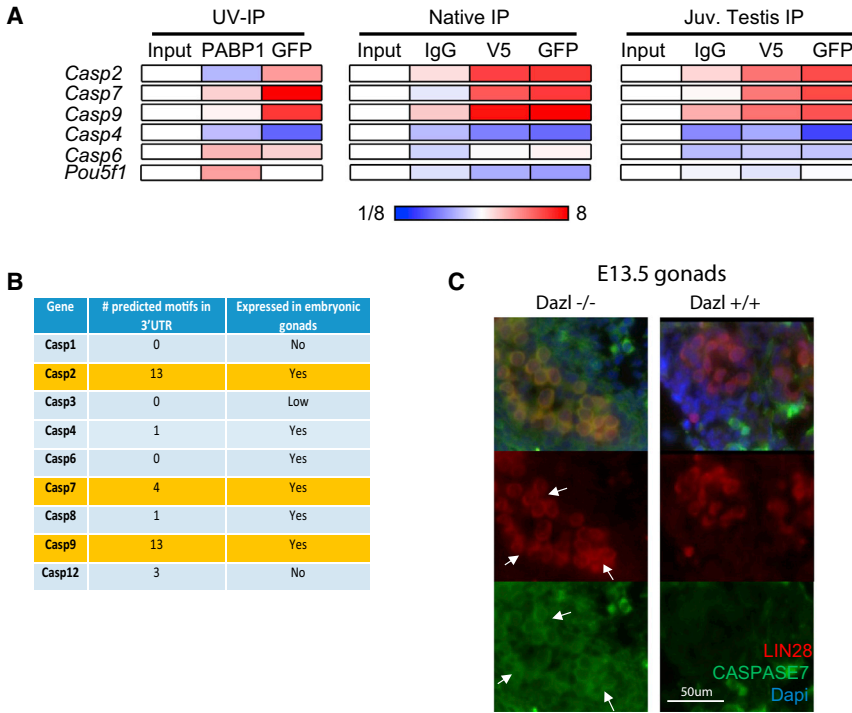 A
UV-IP Native IP Juv. Testis IP
Input PABP1 GFP Input IgG V5 GFP Input IgG V5 GFP
Casp2
Casp7
Casp9
Casp4
Casp6
Pou5f1
1/8 8
B
Gene # predicted motifs in 3'UTR Expressed in embryonic gonads
Casp1 0 No
Casp2 13 Yes
Casp3 0 Low
Casp4 1 Yes
Casp6 0 Yes
Casp7 4 Yes
Casp8 1 Yes
Casp9 13 Yes
Casp12 3 No
C
E13.5 gonads
Dazl -/- Dazl +/+
LIN28
CASPASE7
50um Dapi